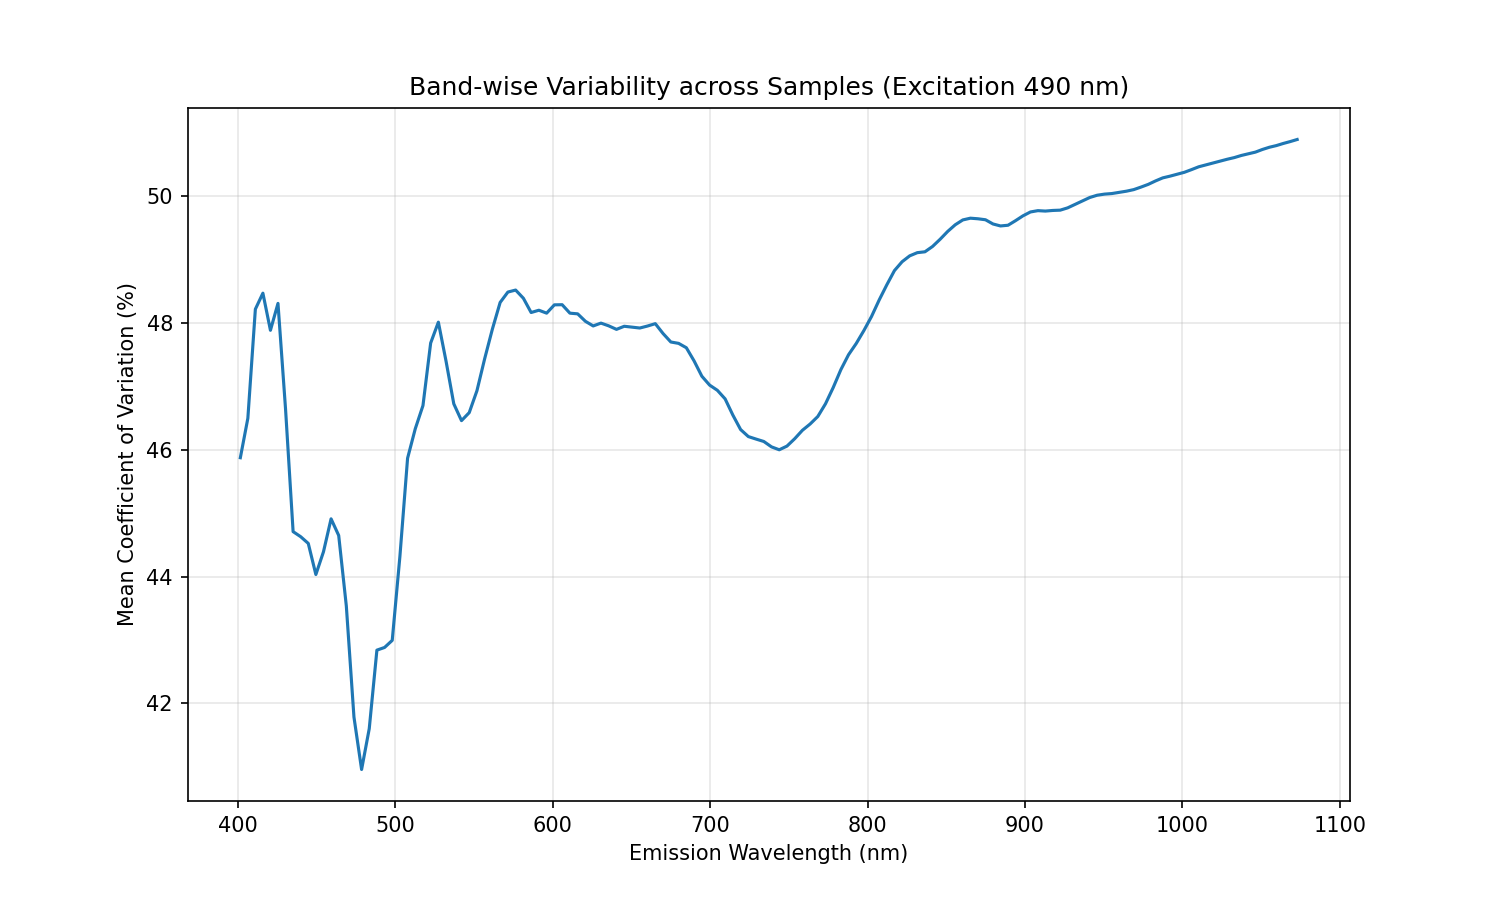 Band-wise Variability across Samples (Excitation 490 nm)
Mean Coefficient of Variation (%)
50
48
46
44
42
400 500 600 700 800 900 1000 1100
Emission Wavelength (nm)